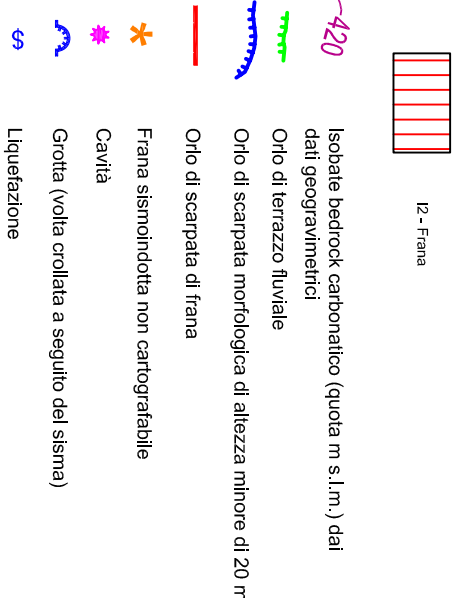 I2 - Frana
420
Isobate bedrock carbonatico (quota m s.l.m.) dai
dati geogravimetrici
Orlo di terrazzo fluviale
Orlo di scarpata morfologica di altezza minore di 20 m
Orlo di scarpata di frana
Frana sismoindotta non cartografabile
Cavità
Grotta (volta crollata a seguito del sisma)
$ Liquefazione